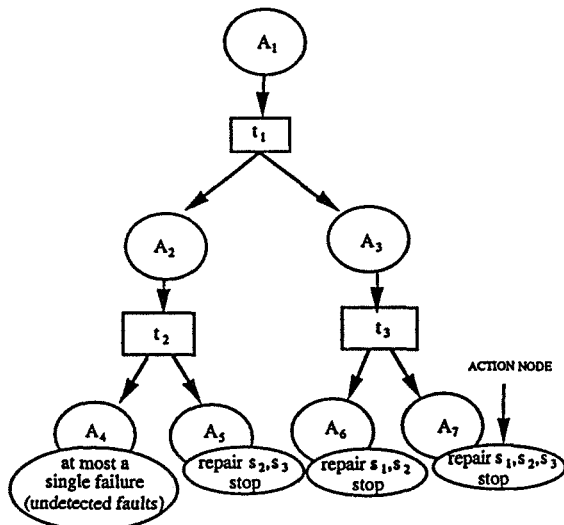 A₁
t₁
A₂
A₃
t₂
t₃
ACTION NODE
A₄
A₅
A₆
A₇
at most a
single failure
(undetected faults)
repair s₂,s₃
stop
repair s₁,s₂
stop
repair s₁,s₂,s₃
stop